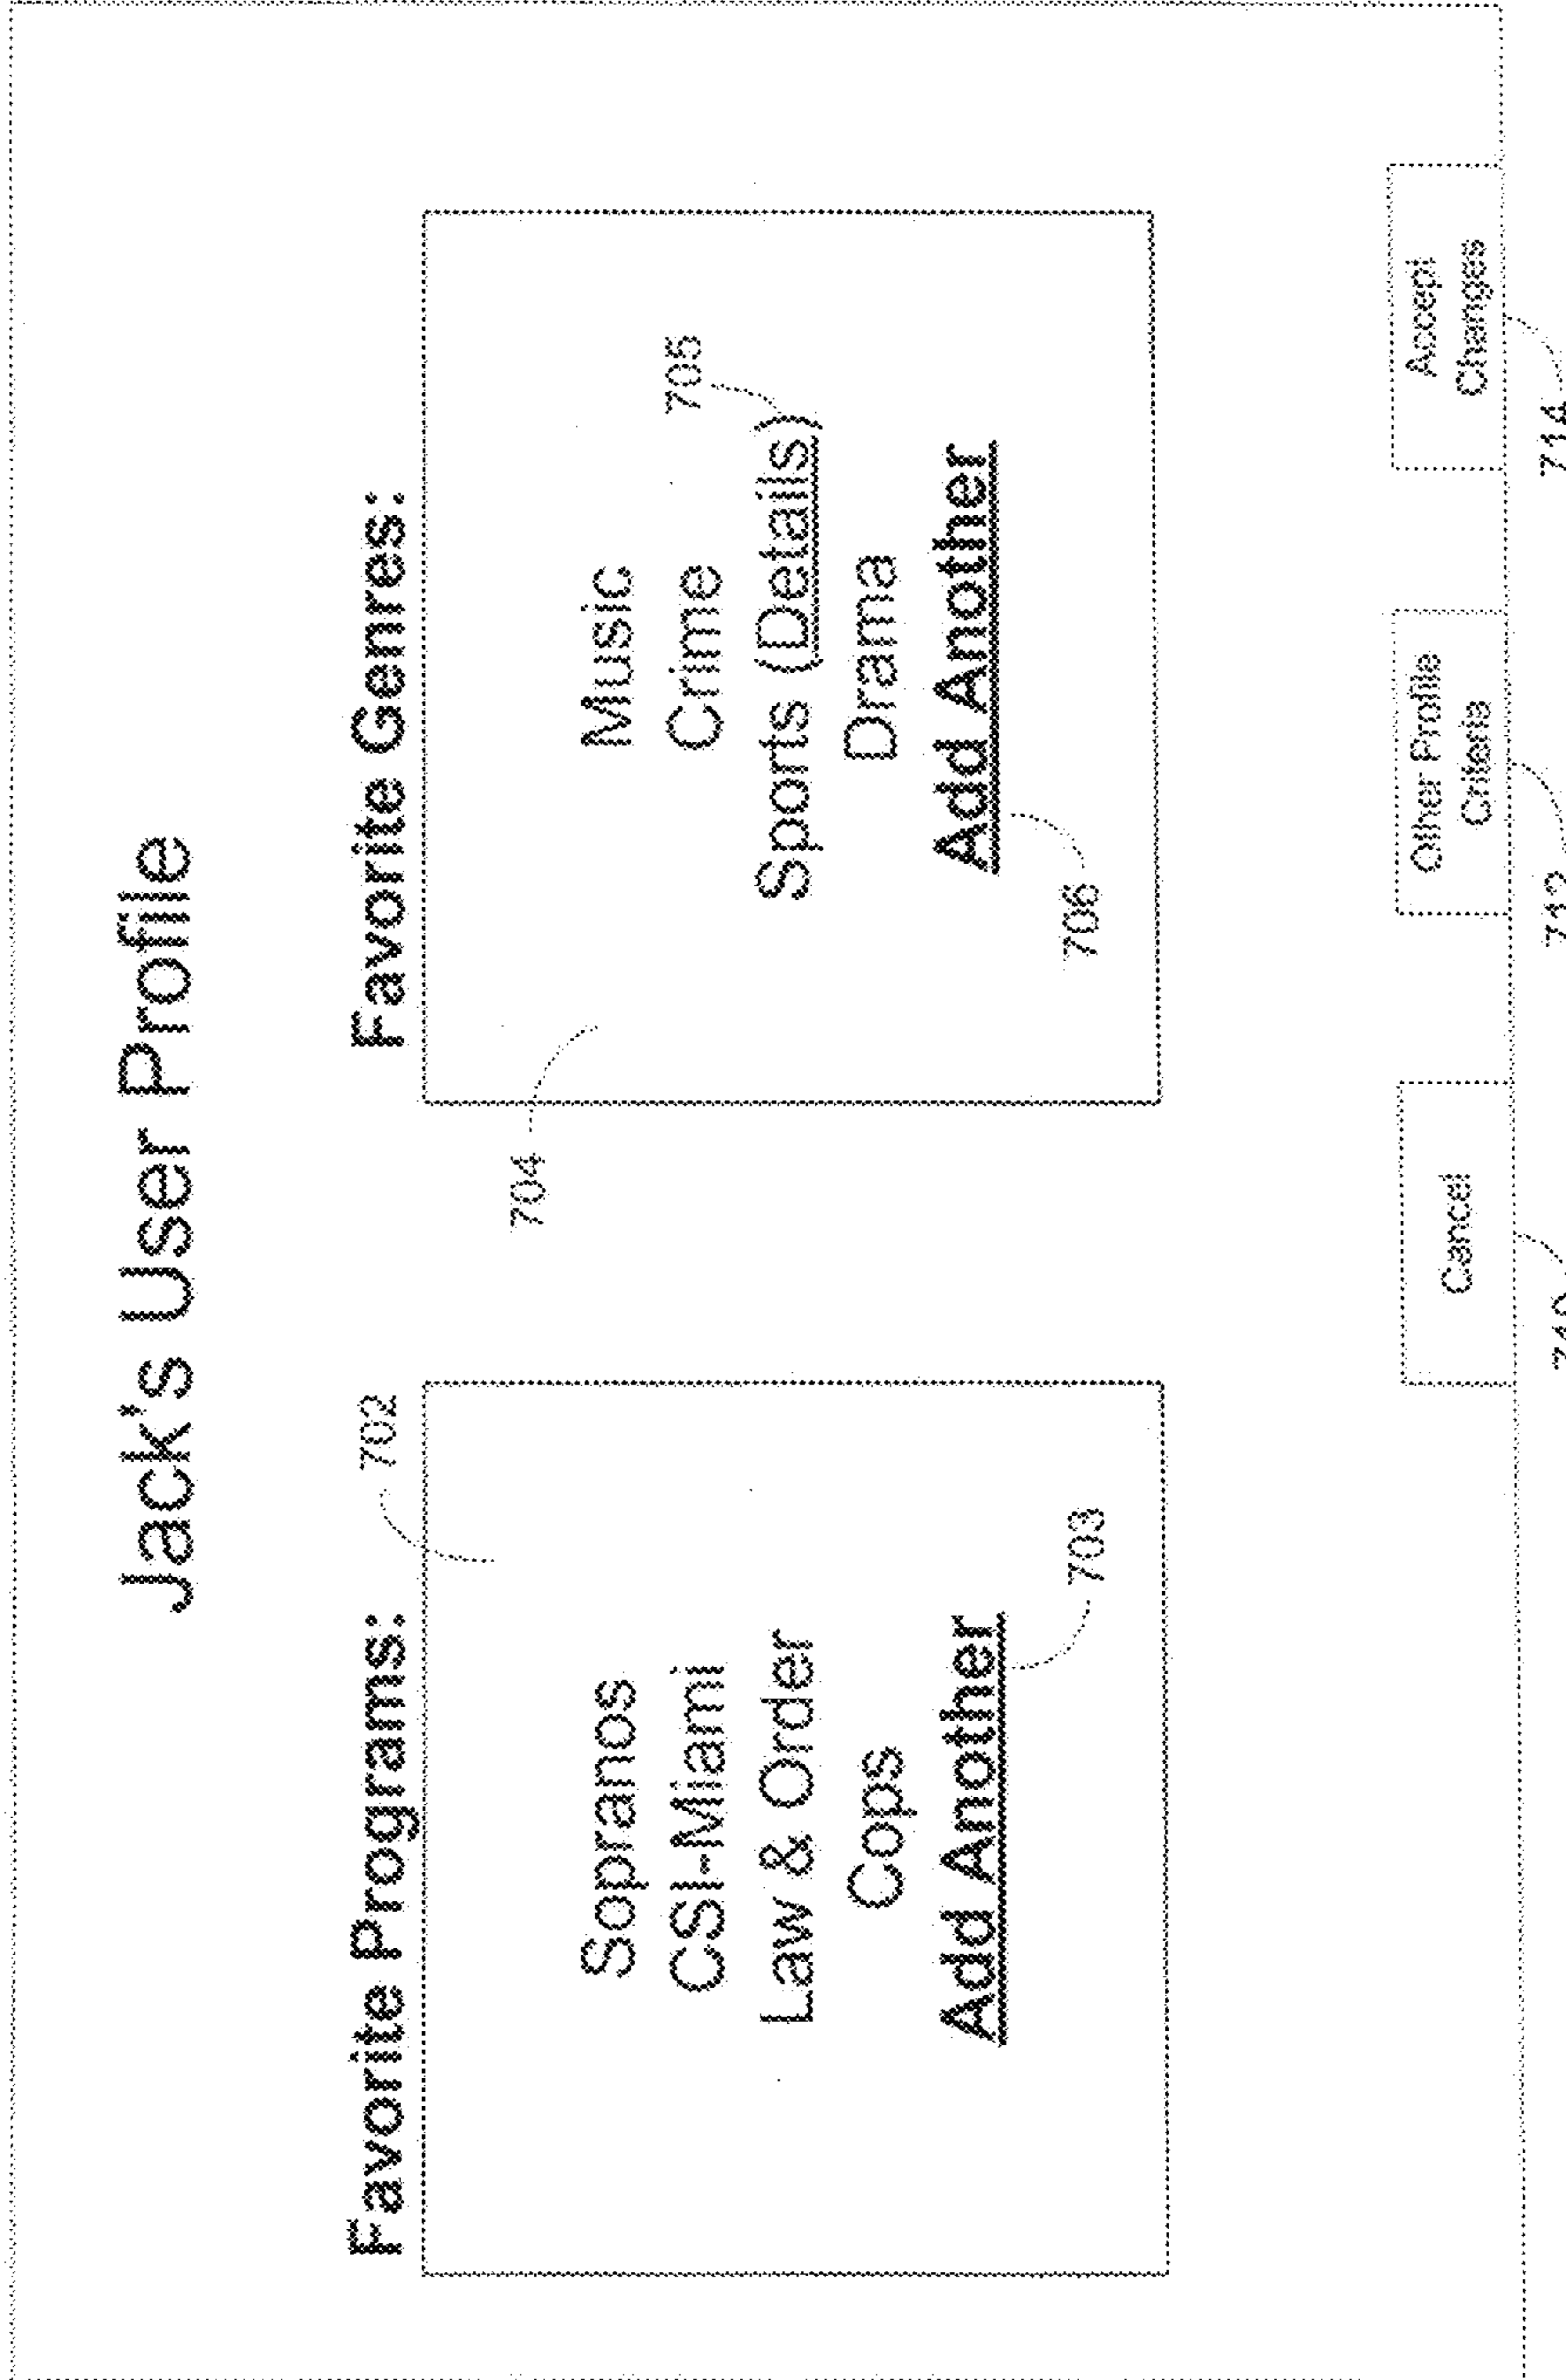 Jack's User Profile
Favorite Programs:
702
Sopranos
CSI-Miami
Law & Order
Cops
Add Another
703
Favorite Genres:
704
Music
Crime
705
Sports (Details)
Drama
Add Another
706
Cancel
Other Profile
Criteria
Accept
Changes
714